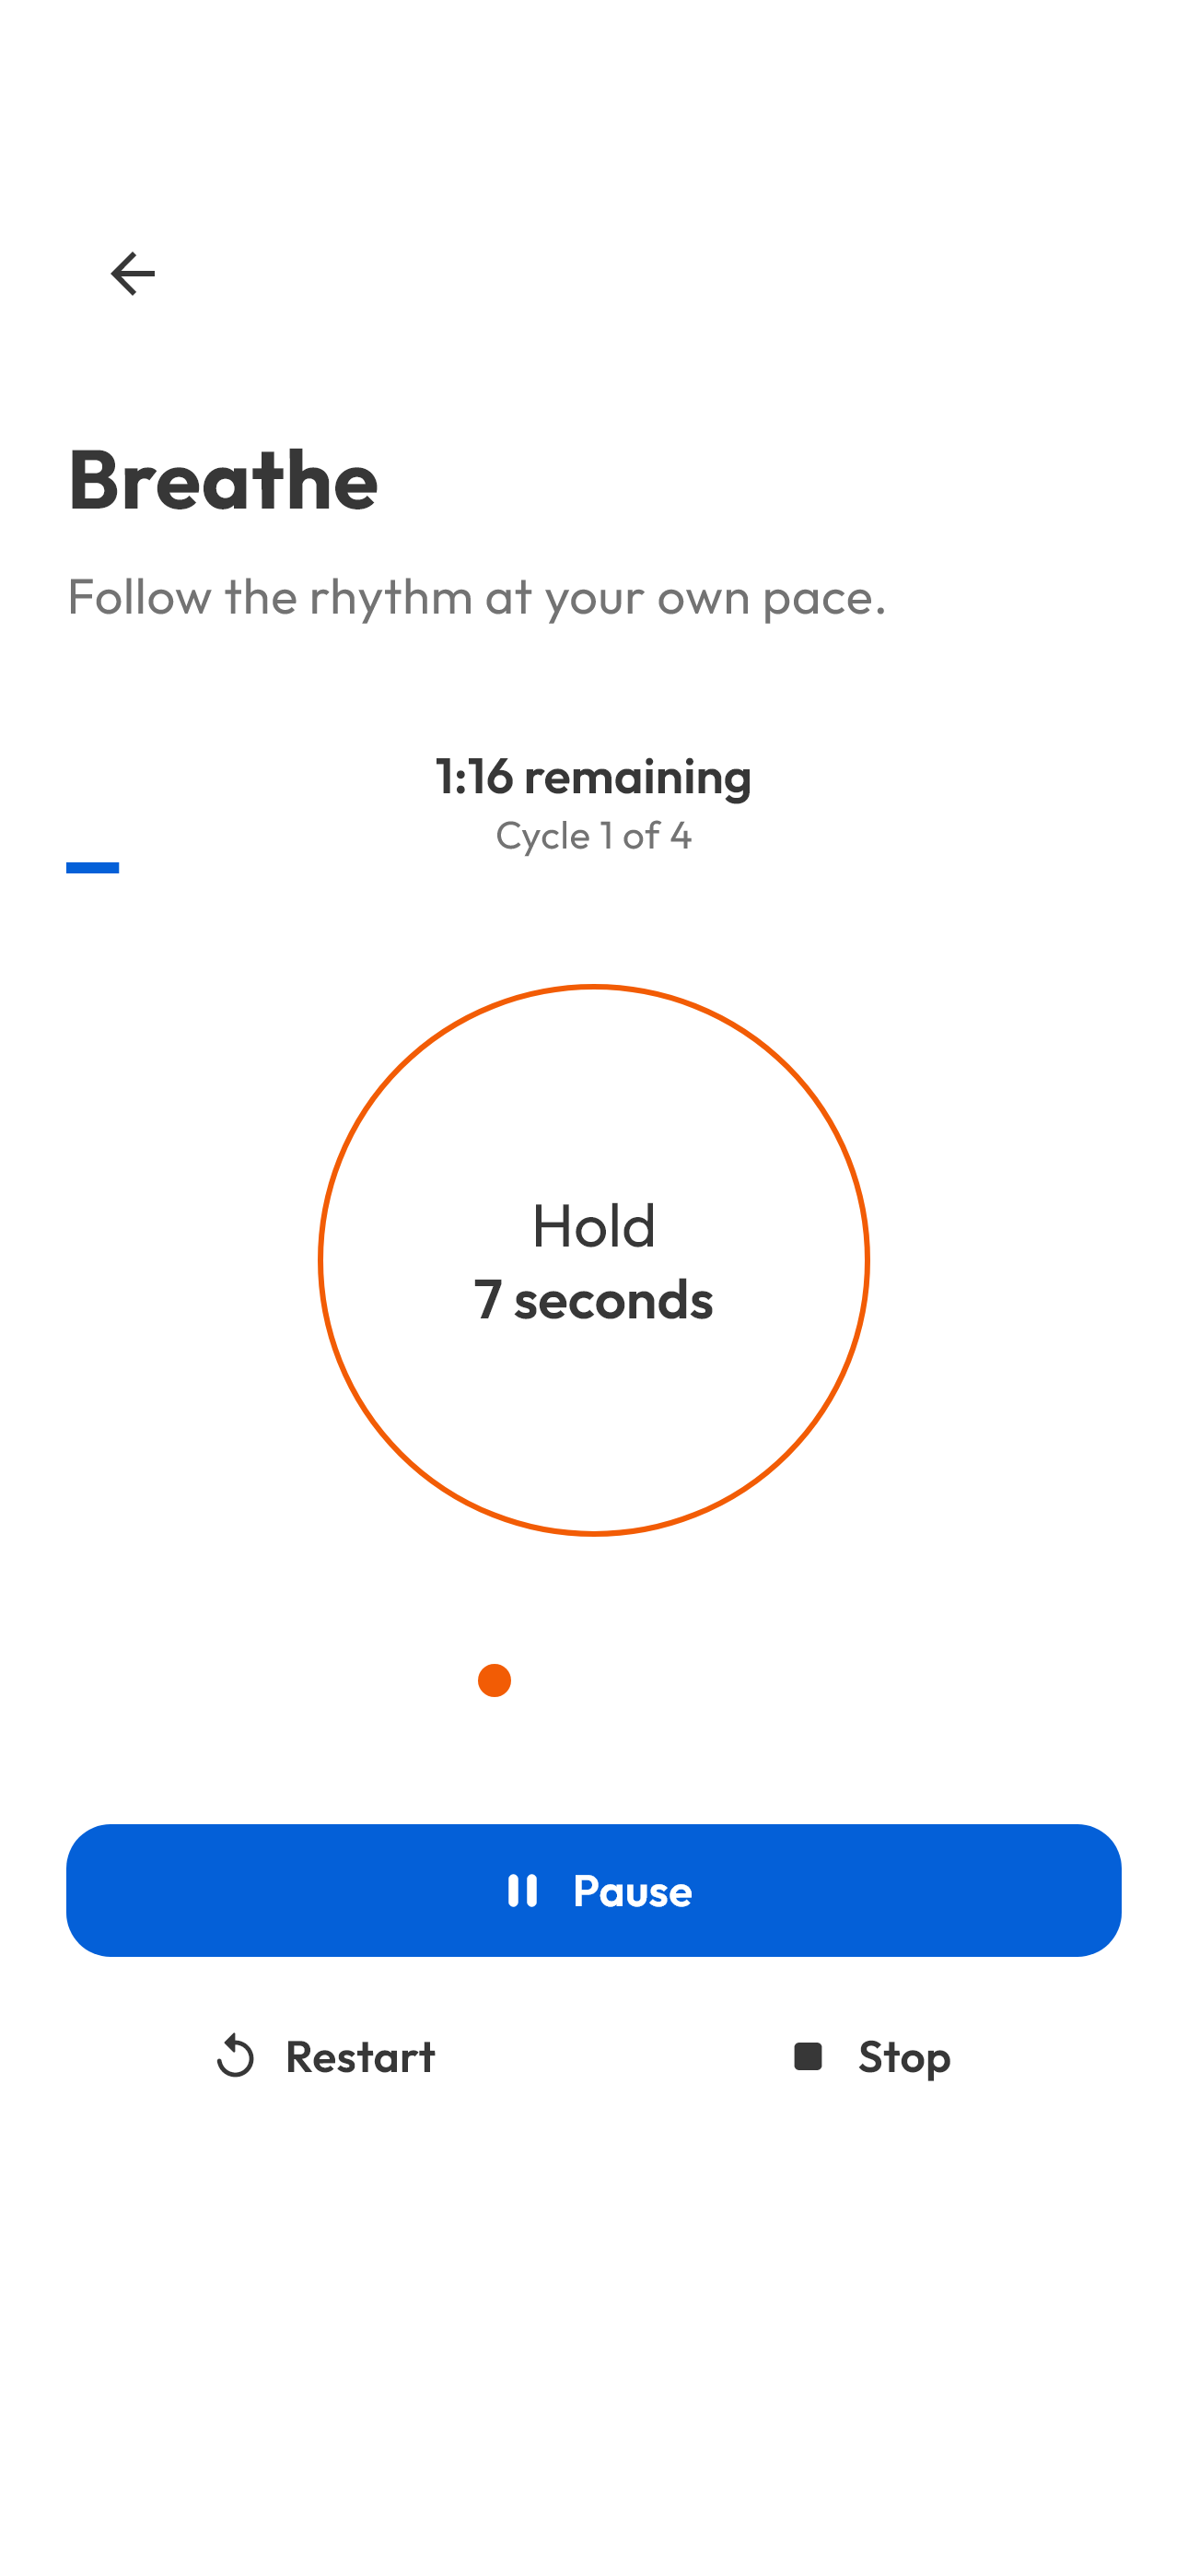 Breathe
Follow the rhythm at your own pace.
1:16 remaining
Cycle 1 of 4
Hold
7 seconds
Pause
Restart
Stop